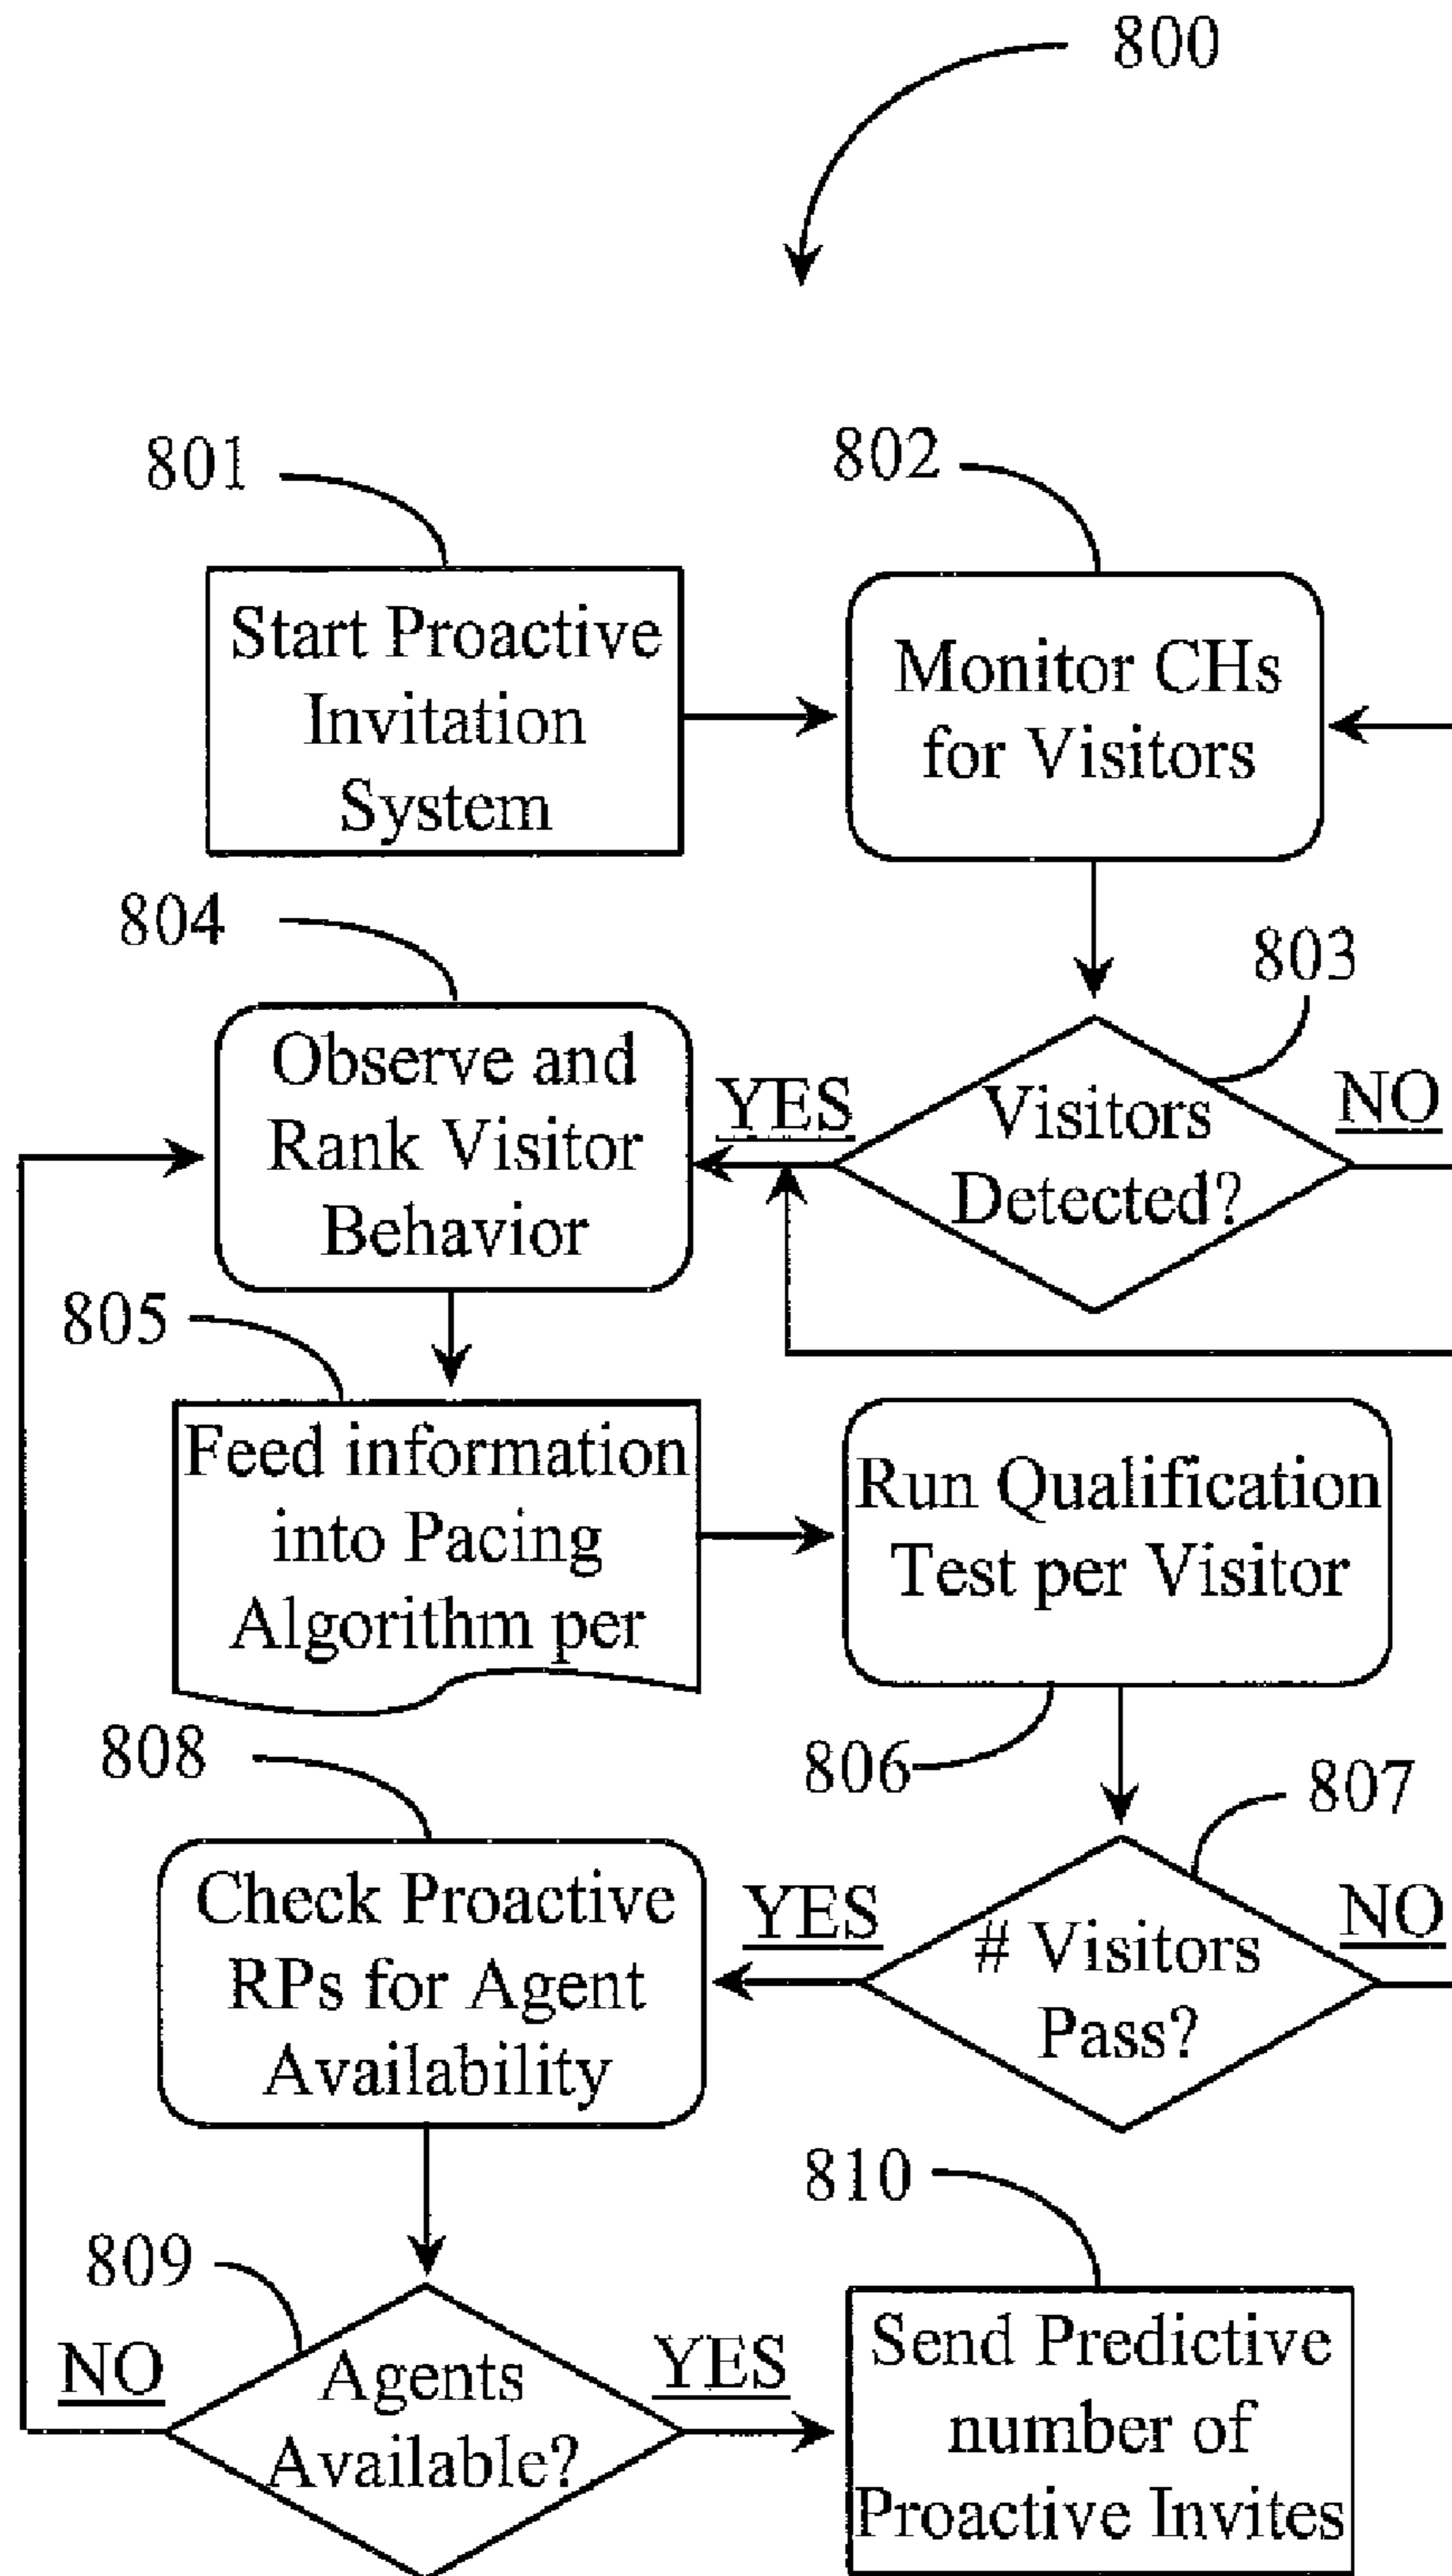 800
801
Start Proactive
Invitation
System
802
Monitor CHs
for Visitors
803
Visitors
Detected?
YES
NO
804
Observe and
Rank Visitor
Behavior
805
Feed information
into Pacing
Algorithm per
Run Qualification
Test per Visitor
806
807
# Visitors
Pass?
YES
NO
808
Check Proactive
RPs for Agent
Availability
809
Agents
Available?
NO
YES
810
Send Predictive
number of
Proactive Invites